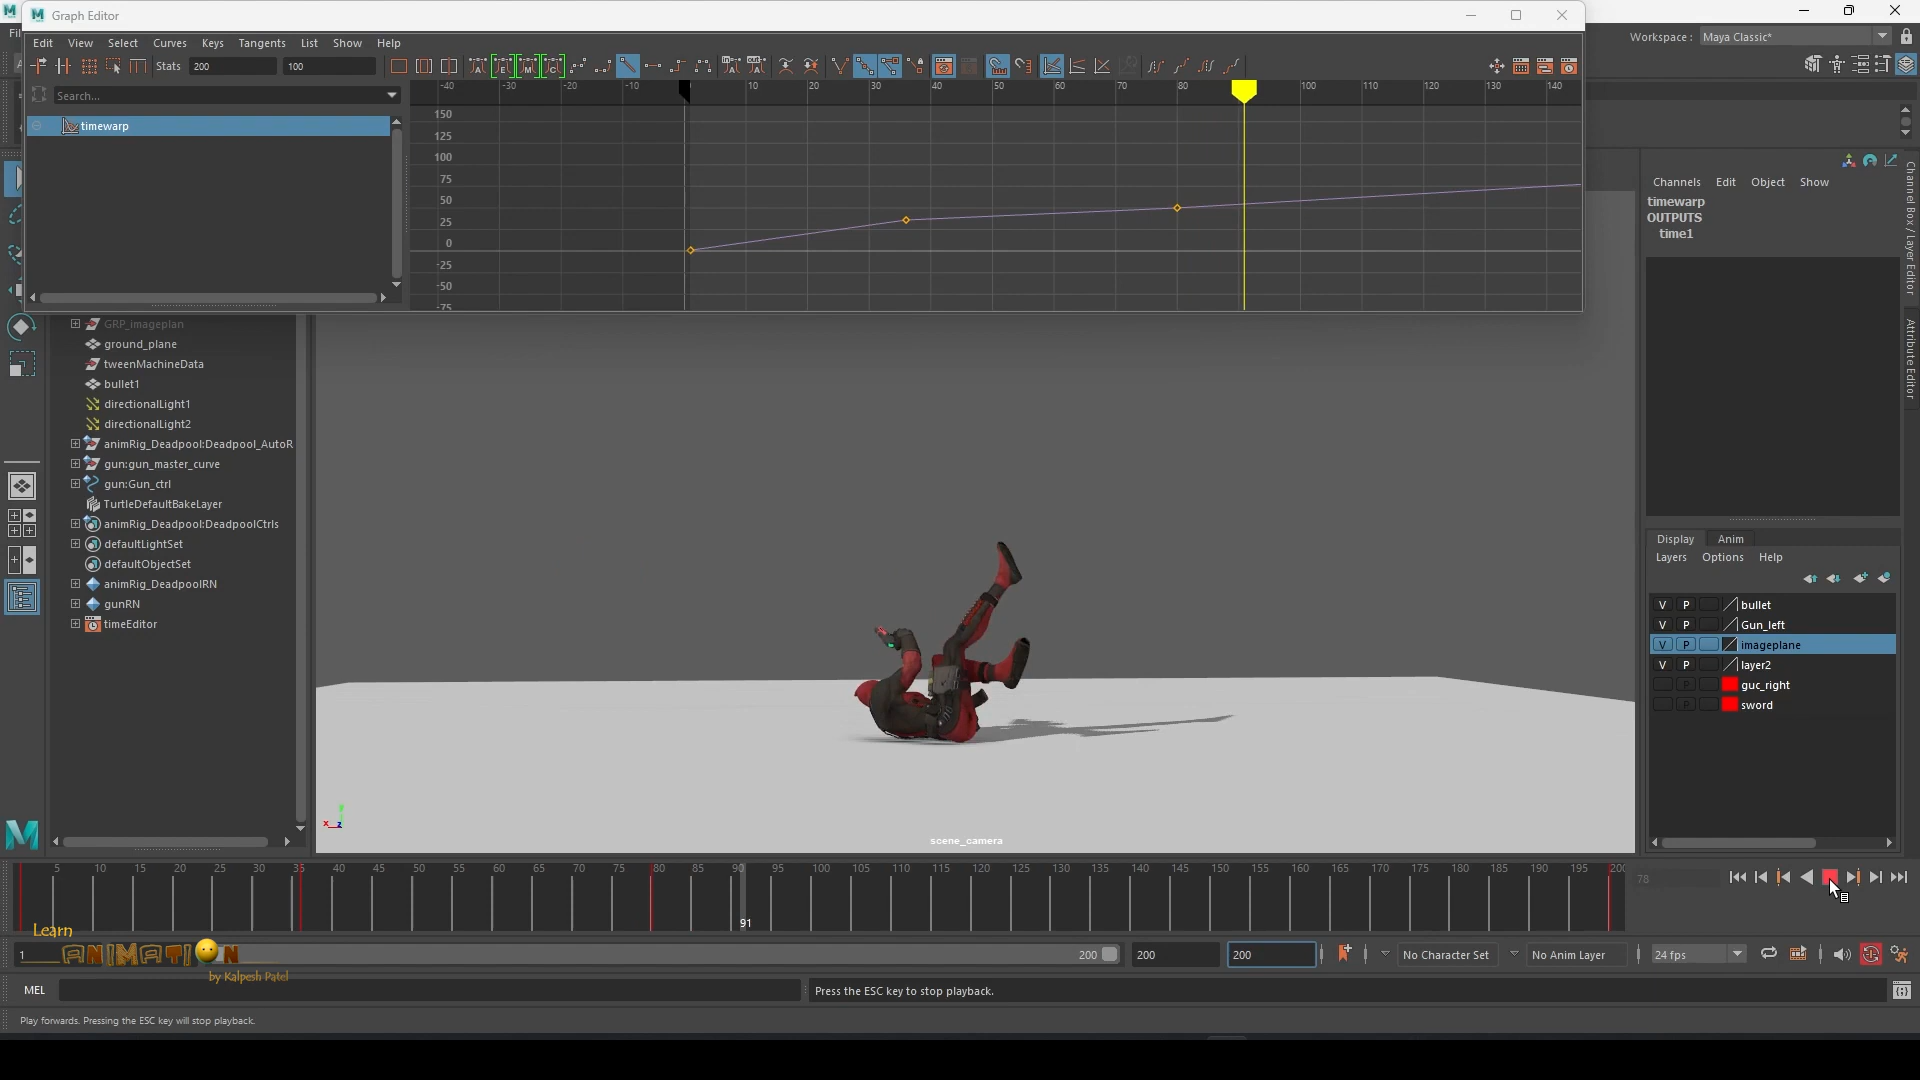 Graph Editor
Edit View Select Curves Keys Tangents List Show Help
Stats 200 100
Search...
timewarp
-40 -30 -20 -10 0 10 20 30 40 50 60 70 80 100 110 120 130 140
150
125
100
75
50
25
0
-25
-50
-75
Workspace : Maya Classic*
Channels Edit Object Show
timewarp
OUTPUTS
time1
Channel Box / Layer Editor
Attribute Editor
GRP_imageplan
ground_plane
tweenMachineData
bullet1
directionalLight1
directionalLight2
animRig_Deadpool:Deadpool_AutoR
gun:gun_master_curve
gun:Gun_ctrl
TurtleDefaultBakeLayer
animRig_Deadpool:DeadpoolCtrls
defaultLightSet
defaultObjectSet
animRig_DeadpoolRN
gunRN
timeEditor
scene_camera
Display Anim
Layers Options Help
V P bullet
V P Gun_left
V P imageplane
V P layer2
P guc_right
P sword
5 10 15 20 25 30 35 40 45 50 55 60 65 70 75 80 85 90 95 100 105 110 115 120 125 130 135 140 145 150 155 160 165 170 175 180 185 190 195 200
91
78
Learn
ANIMATION
by Kalpesh Patel
1 200 200 200 No Character Set No Anim Layer 24 fps
MEL Press the ESC key to stop playback.
Play forwards. Pressing the ESC key will stop playback.